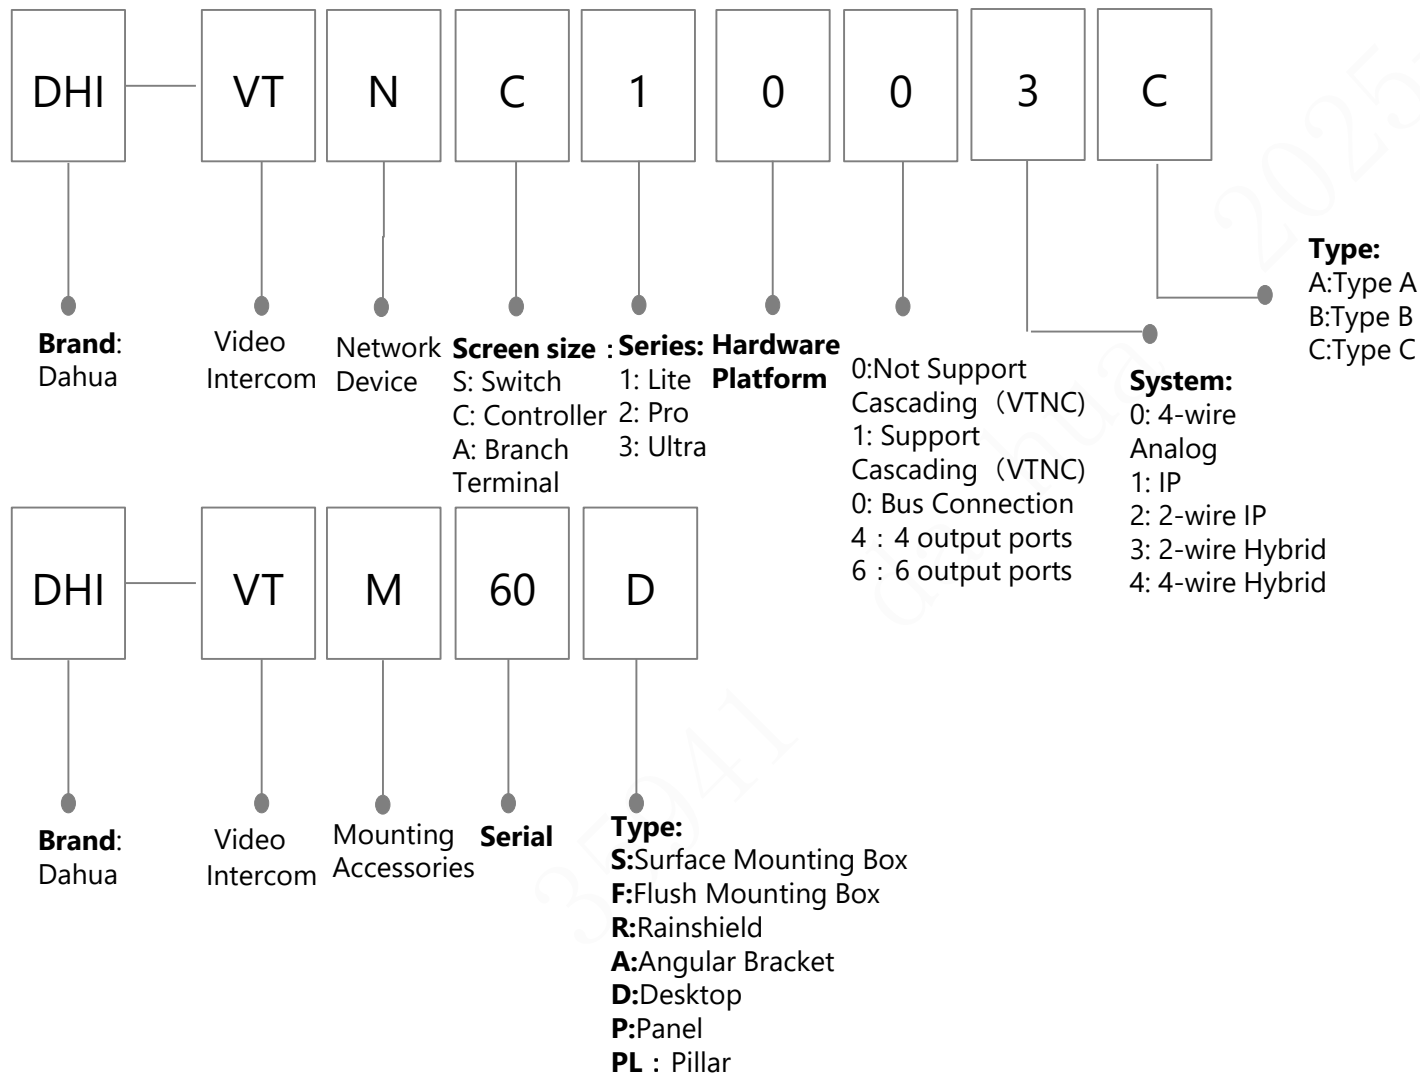 DHI VT N C 1 0 0 3 C
Type:
A:Type A
B:Type B
C:Type C
Brand:
Dahua
Video
Intercom
Network
Device
Screen size：
S: Switch
C: Controller
A: Branch
Terminal
Series:
1: Lite
2: Pro
3: Ultra
Hardware
Platform
0:Not Support
Cascading（VTNC)
1: Support
Cascading（VTNC)
0: Bus Connection
4：4 output ports
6：6 output ports
System:
0: 4-wire
Analog
1: IP
2: 2-wire IP
3: 2-wire Hybrid
4: 4-wire Hybrid
DHI VT M 60 D
Brand:
Dahua
Video
Intercom
Mounting
Accessories
Serial
Type:
S:Surface Mounting Box
F:Flush Mounting Box
R:Rainshield
A:Angular Bracket
D:Desktop
P:Panel
PL：Pillar
35941